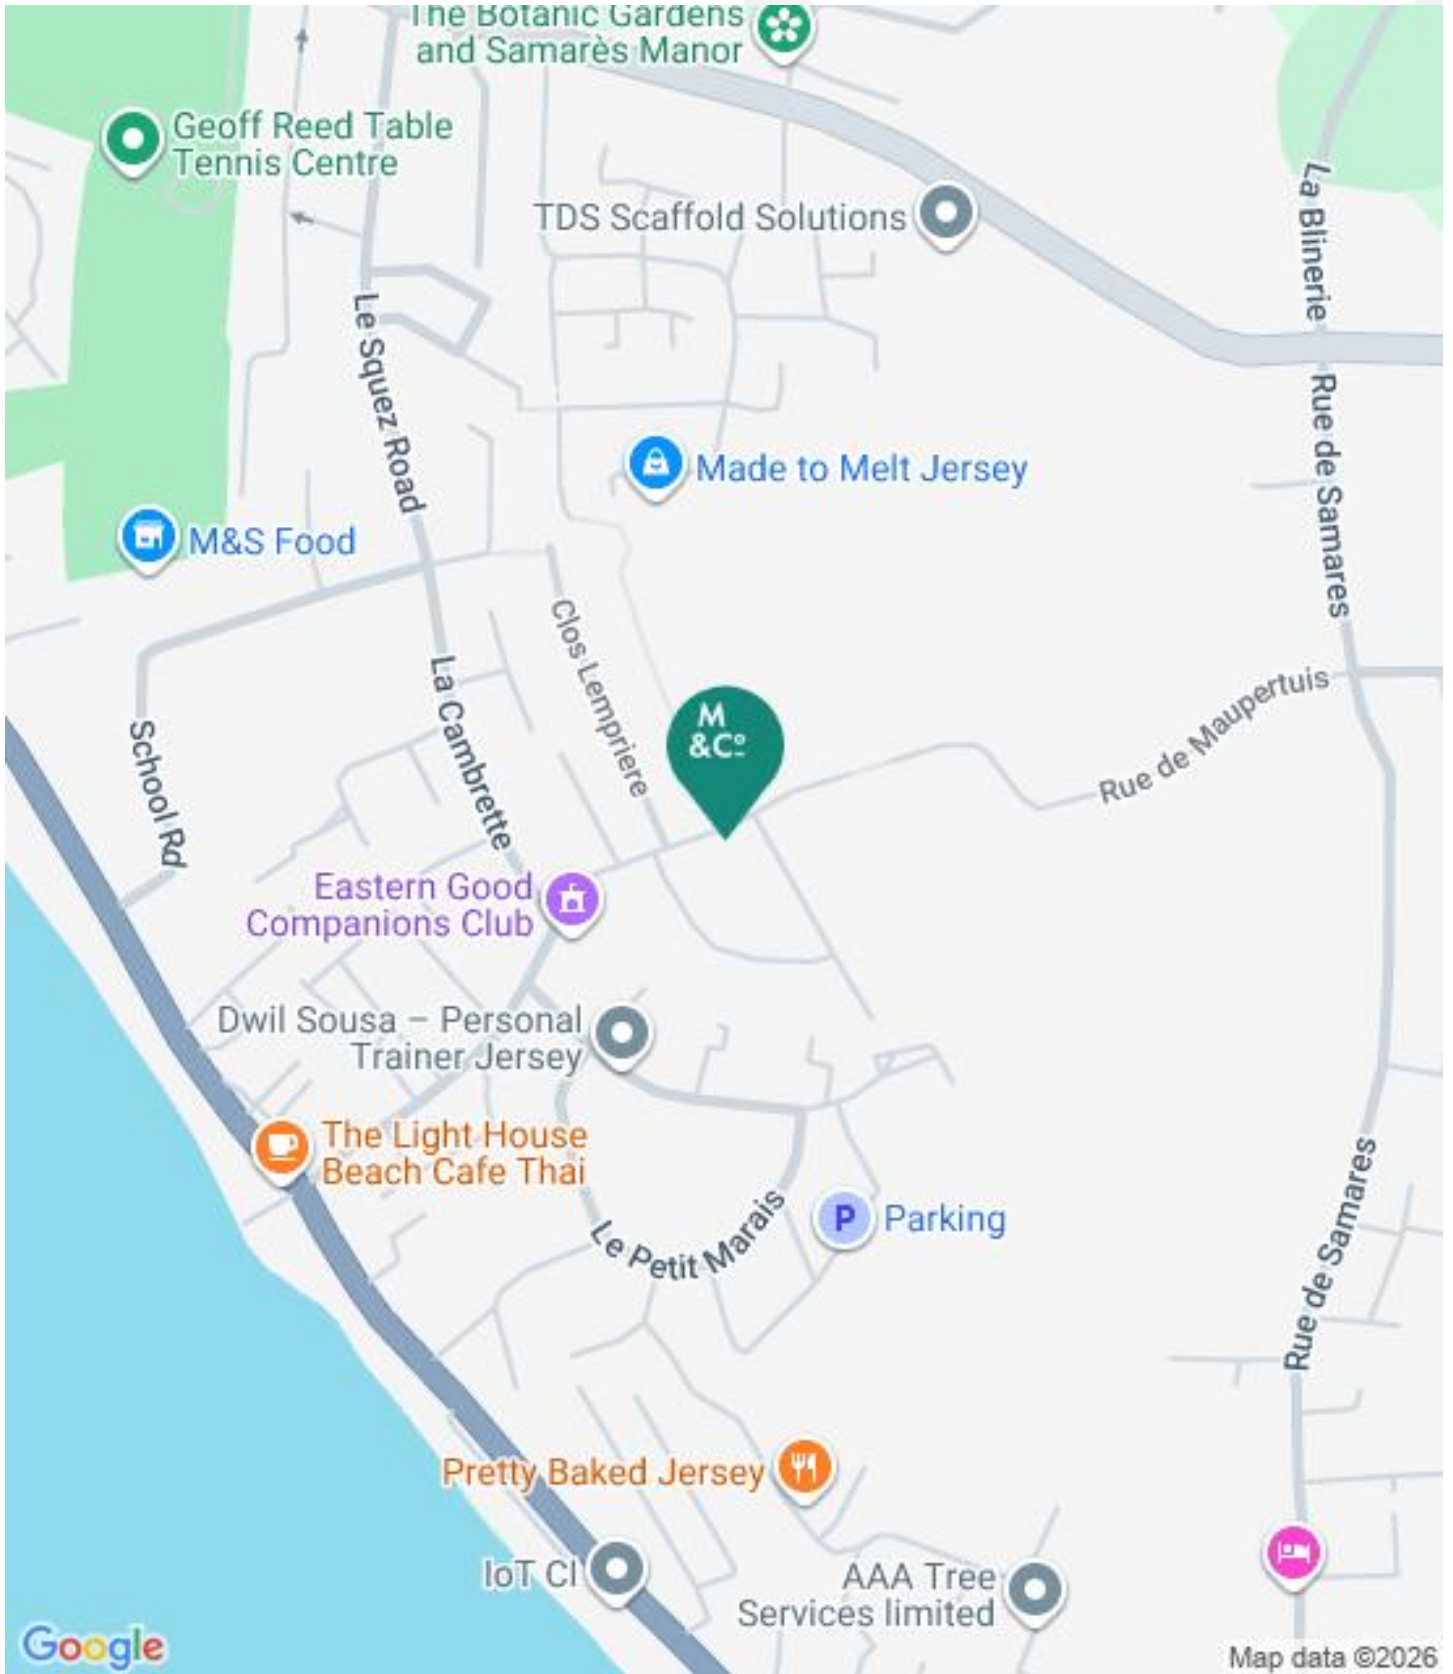 The Botanic Gardens
and Samarès Manor
Geoff Reed Table
Tennis Centre
TDS Scaffold Solutions
La Blinerie
Le Squez Road
Rue de Samares
Made to Melt Jersey
M&S Food
Clos Lempriere
La Cambrette
Rue de Maupertuis
M
&Cº
School Rd
Eastern Good
Companions Club
Dwil Sousa – Personal
Trainer Jersey
The Light House
Beach Cafe Thai
Le Petit Marais
P Parking
Rue de Samares
Pretty Baked Jersey
IoT CI
AAA Tree
Services limited
Google
Map data ©2026